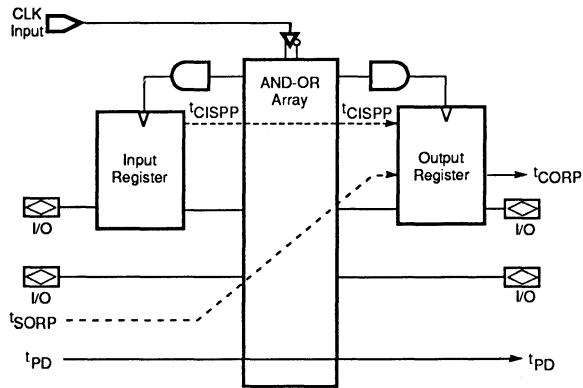 CLK
Input
AND-OR
Array
tCISPP
tCISPP
Input
Register
Output
Register
tCORP
I/O
I/O
I/O
I/O
tSORP
tPD
tPD